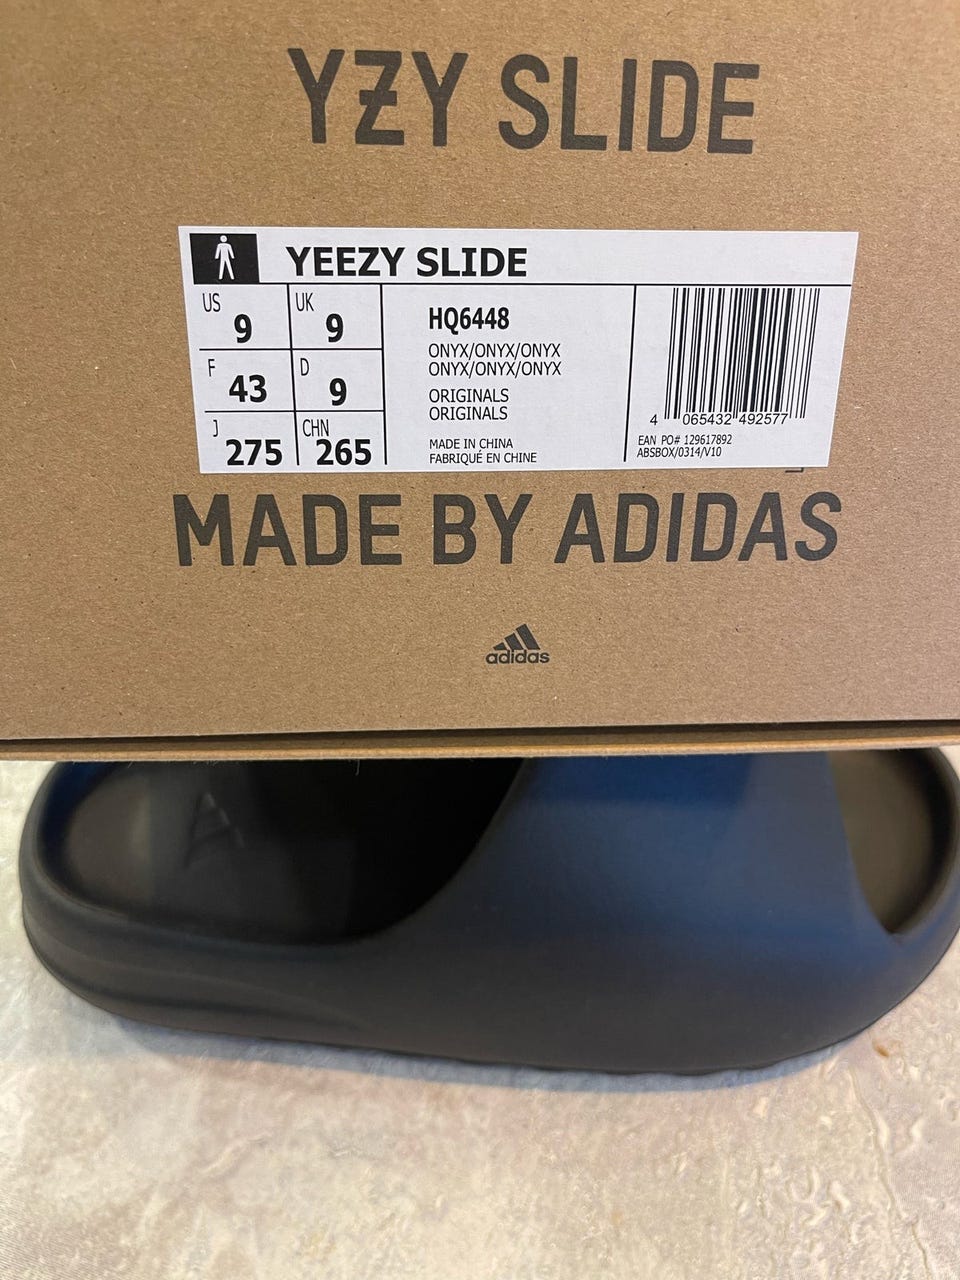 YZY SLIDE
YEEZY SLIDE
US 9 UK 9
F 43 D 9
J 275 CHN 265
HQ6448
ONYX/ONYX/ONYX
ONYX/ONYX/ONYX
ORIGINALS
ORIGINALS
MADE IN CHINA
FABRIQUÉ EN CHINE
4 065432 492577
EAN PO# 129617892
ABSBOX/0314/V10
MADE BY ADIDAS
adidas